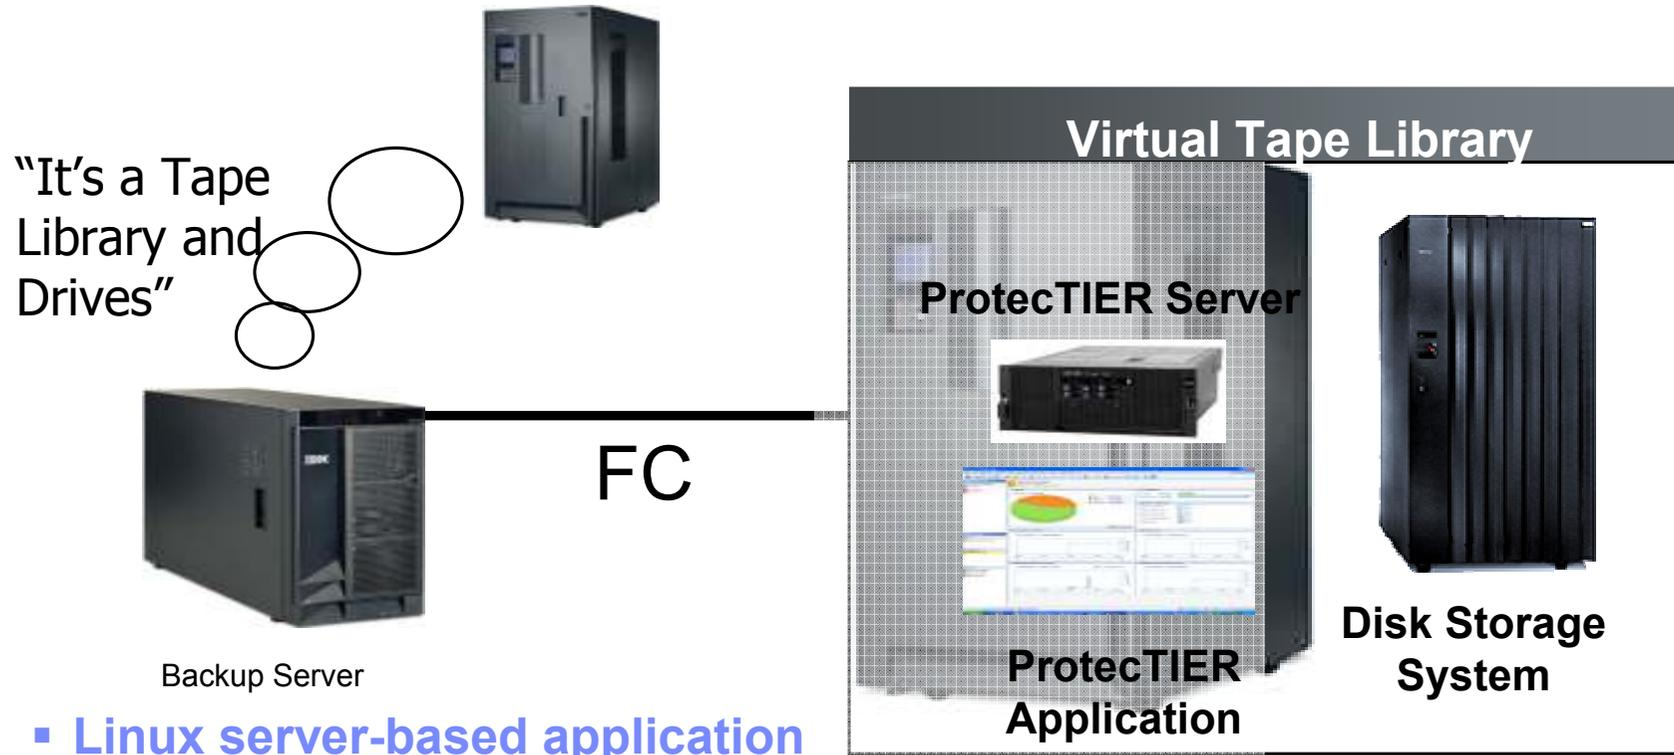 “It’s a Tape
Library and
Drives”
Virtual Tape Library
ProtecTIER Server
FC
Disk Storage
System
ProtecTIER
Application
Backup Server
▪ Linux server-based application